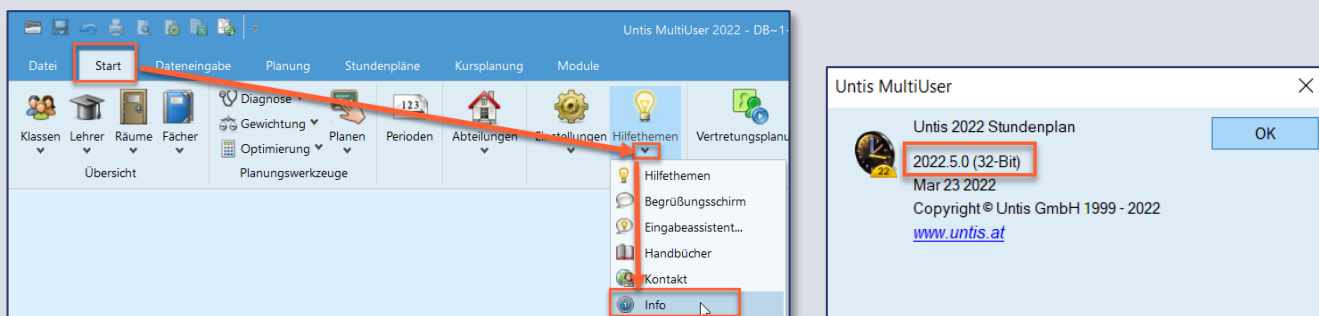 Untis MultiUser 2022 - DB~1-
Datei Start Dateneingabe Planung Stundenpläne Kursplanung Module
Klassen Lehrer Räume Fächer
Übersicht
Diagnose
Gewichtung
Optimierung
Planen
Planungswerkzeuge
123
Perioden
Abteilungen
Einstellungen
Hilfethemen
Vertretungsplanu
Hilfethemen
Begrüßungsschirm
Eingabeassistent...
Handbücher
Kontakt
Info
Untis MultiUser
Untis 2022 Stundenplan
22
2022.5.0 (32-Bit)
Mar 23 2022
Copyright © Untis GmbH 1999 - 2022
www.untis.at
OK